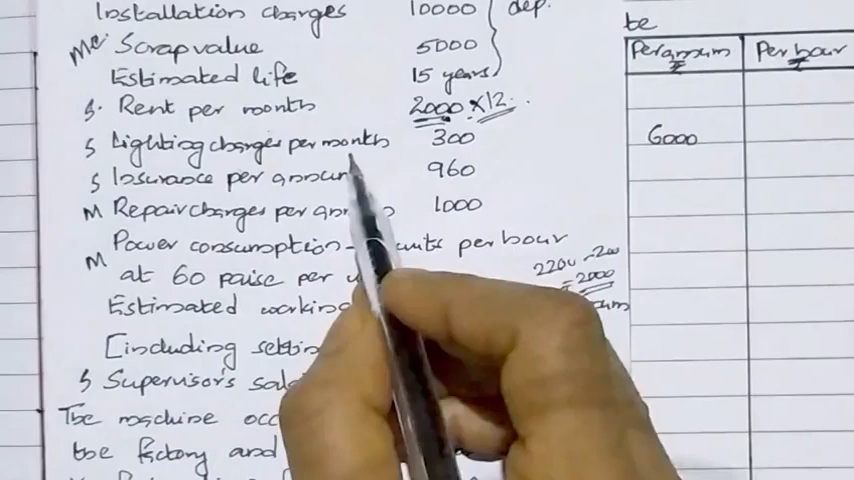 Installation charges 10000 dep.
Mc Scrap value 5000
Estimated life 15 years
S. Rent per month 2000 × 12.
S Lighting charges per month 300
S Insurance per annum 960
M Repair charges per annum 1000
M Power consumption units per hour
at 60 paise per
2200 - 200
= 2000
Estimated working
[including setting
S Supervisor's
The machine
the factory and
be
Per annum Per hour
6000